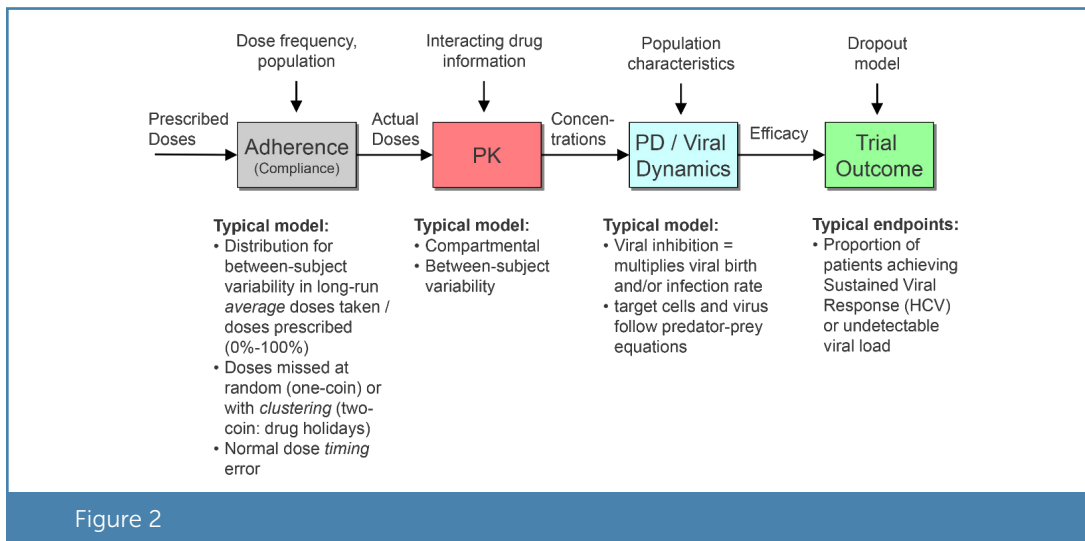 Dose frequency,
population
Interacting drug
information
Population
characteristics
Dropout
model
Prescribed
Doses
Adherence
(Compliance)
Actual
Doses
PK
Concen-
trations
PD / Viral
Dynamics
Efficacy
Trial
Outcome
Typical model:
• Distribution for
between-subject
variability in long-run
average doses taken /
doses prescribed
(0%-100%)
• Doses missed at
random (one-coin) or
with clustering (two-
coin: drug holidays)
• Normal dose timing
error
Typical model:
• Compartmental
• Between-subject
variability
Typical model:
• Viral inhibition =
multiplies viral birth
and/or infection rate
• target cells and virus
follow predator-prey
equations
Typical endpoints:
• Proportion of
patients achieving
Sustained Viral
Response (HCV)
or undetectable
viral load
Figure 2